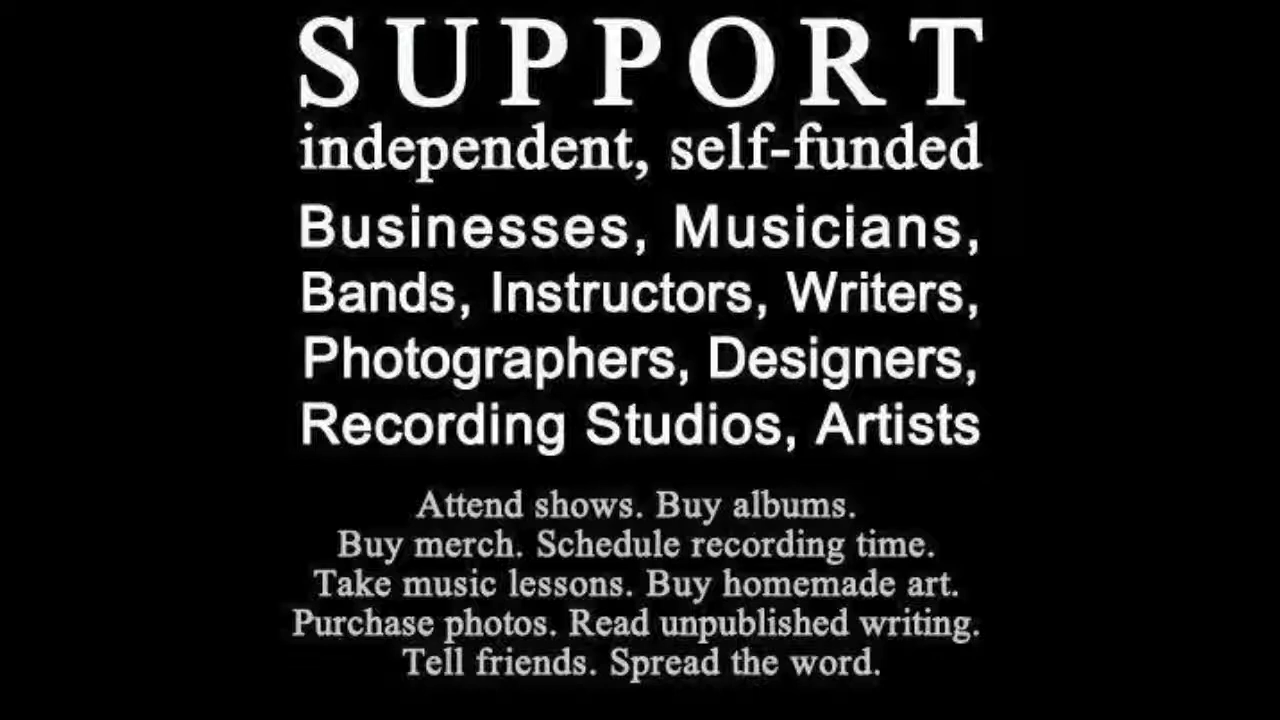 SUPPORT
independent, self-funded
Businesses, Musicians,
Bands, Instructors, Writers,
Photographers, Designers,
Recording Studios, Artists
Attend shows. Buy albums.
Buy merch. Schedule recording time.
Take music lessons. Buy homemade art.
Purchase photos. Read unpublished writing.
Tell friends. Spread the word.